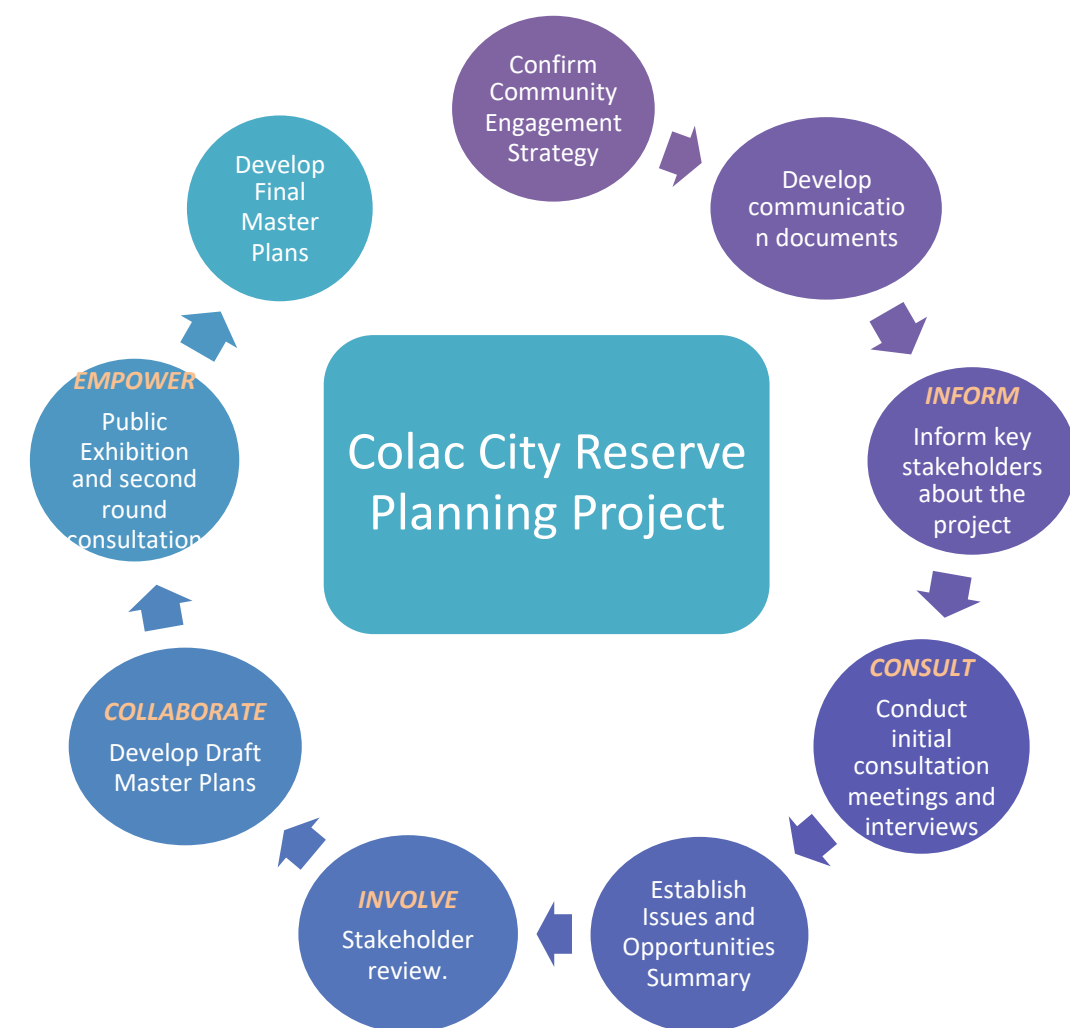 Confirm
Community
Engagement
Strategy
Develop
communicatio
n documents
INFORM
Inform key
stakeholders
about the
project
CONSULT
Conduct
initial
consultation
meetings and
interviews
Establish
Issues and
Opportunities
Summary
INVOLVE
Stakeholder
review.
COLLABORATE
Develop Draft
Master Plans
EMPOWER
Public
Exhibition
and second
round
consultation
Develop
Final
Master
Plans
Colac City Reserve
Planning Project